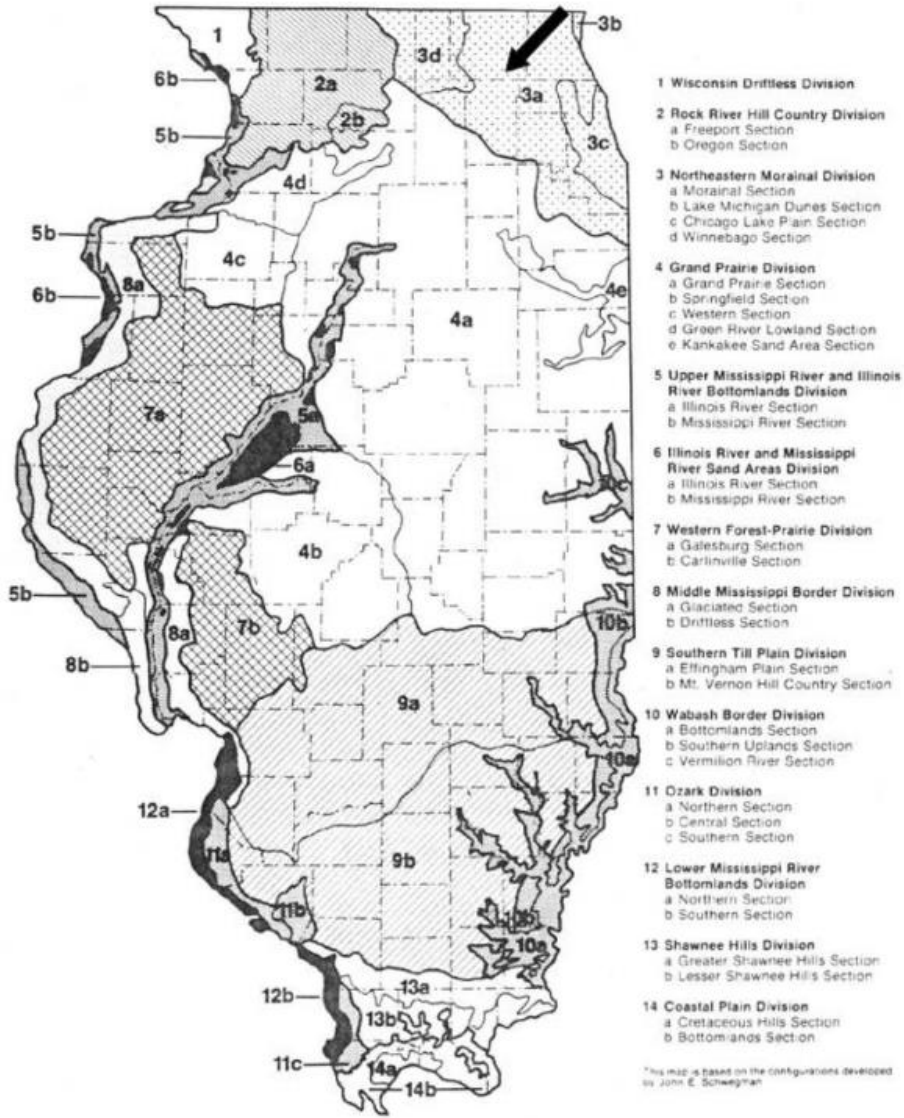 1
3b
6b
3d
2a
3a
2b
5b
3c
4d
5b
4c
8a
6b
4e
4a
7a
5a
6a
4b
5b
10b
8a
7b
8b
9a
10a
12a
11a
9b
11b
10b
10a
13a
12b
13b
11c
14a
14b
1 Wisconsin Driftless Division
2 Rock River Hill Country Division
a Freeport Section
b Oregon Section
3 Northeastern Morainal Division
a Morainal Section
b Lake Michigan Dunes Section
c Chicago Lake Plain Section
d Winnebago Section
4 Grand Prairie Division
a Grand Prairie Section
b Springfield Section
c Western Section
d Green River Lowland Section
e Kankakee Sand Area Section
5 Upper Mississippi River and Illinois
River Bottomlands Division
a Illinois River Section
b Mississippi River Section
6 Illinois River and Mississippi
River Sand Areas Division
a Illinois River Section
b Mississippi River Section
7 Western Forest-Prairie Division
a Galesburg Section
b Carlinville Section
8 Middle Mississippi Border Division
a Glaciated Section
b Driftless Section
9 Southern Till Plain Division
a Effingham Plain Section
b Mt. Vernon Hill Country Section
10 Wabash Border Division
a Bottomlands Section
b Southern Uplands Section
c Vermilion River Section
11 Ozark Division
a Northern Section
b Central Section
c Southern Section
12 Lower Mississippi River
Bottomlands Division
a Northern Section
b Southern Section
13 Shawnee Hills Division
a Greater Shawnee Hills Section
b Lesser Shawnee Hills Section
14 Coastal Plain Division
a Cretaceous Hills Section
b Bottomlands Section
This map is based on the configurations developed
by John E. Schwegman